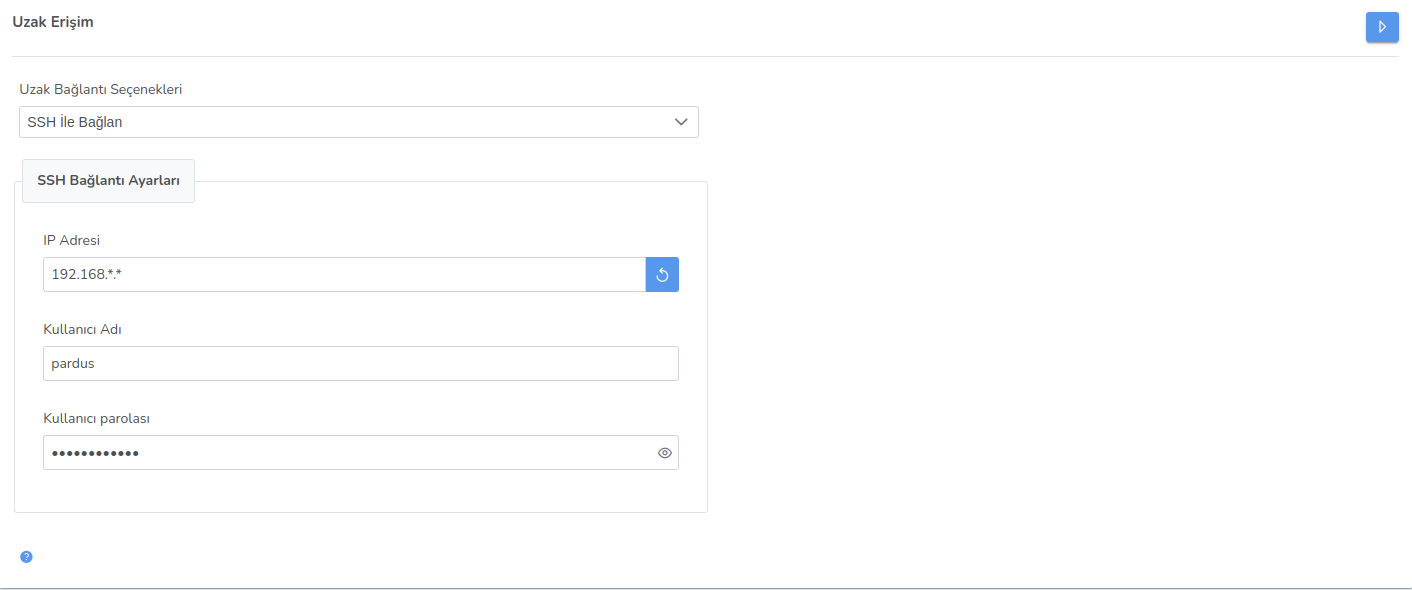 Uzak Erişim
Uzak Bağlantı Seçenekleri
SSH İle Bağlan
SSH Bağlantı Ayarları
IP Adresi
192.168.*.*
Kullanıcı Adı
pardus
Kullanıcı parolası
••••••••••••
?